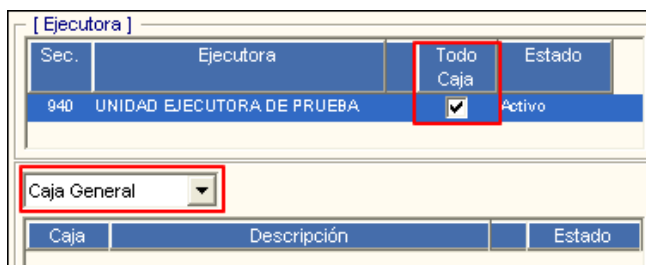 [ Ejecutora ]
Sec. Ejecutora Todo Caja Estado
940 UNIDAD EJECUTORA DE PRUEBA Activo
Caja General
Caja Descripción Estado